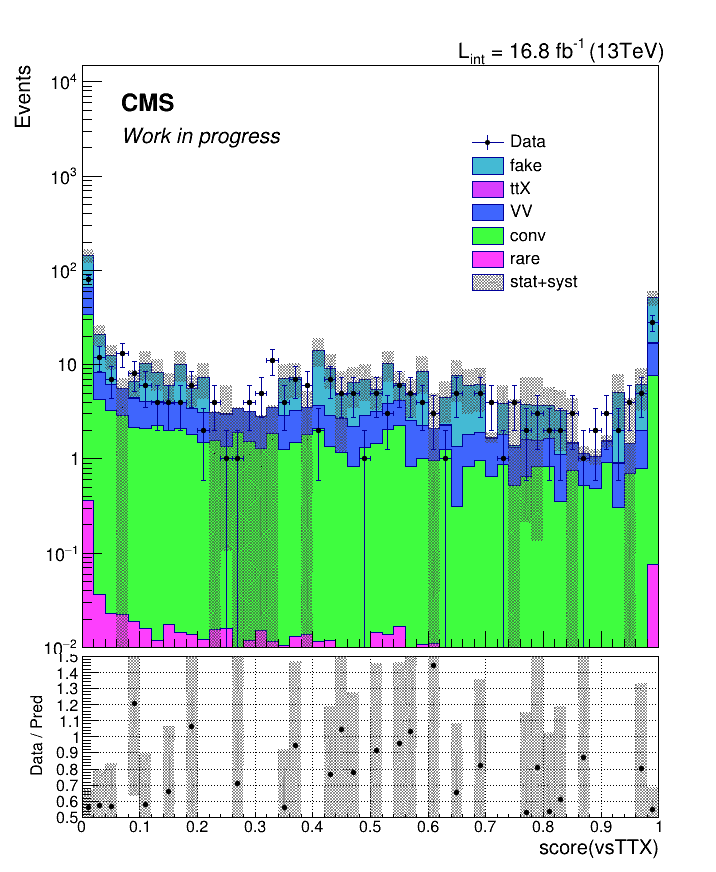 L_int = 16.8 fb^-1 (13TeV)
Events
CMS
Work in progress
Data
fake
ttX
VV
conv
rare
stat+syst
10^4
10^3
10^2
10
1
10^−1
10^−2
Data / Pred
1.5
1.4
1.3
1.2
1.1
1
0.9
0.8
0.7
0.6
0.5
0 0.1 0.2 0.3 0.4 0.5 0.6 0.7 0.8 0.9 1
score(vsTTX)